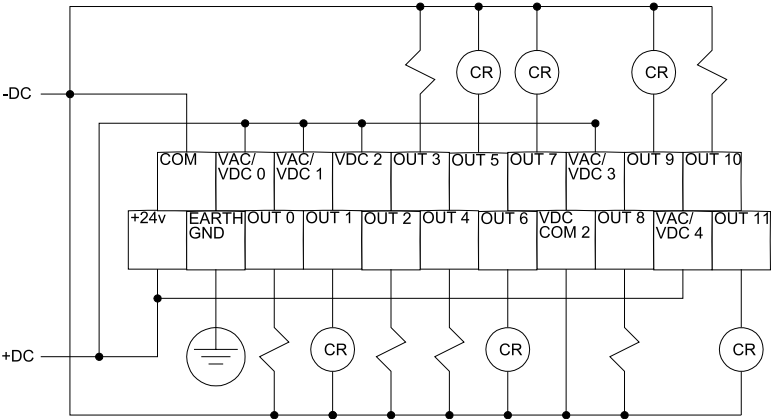 CR
CR
CR
-DC
COM
VAC/
VDC 0
VAC/
VDC 1
VDC 2
OUT 3
OUT 5
OUT 7
VAC/
VDC 3
OUT 9
OUT 10
+24v
EARTH
GND
OUT 0
OUT 1
OUT 2
OUT 4
OUT 6
VDC
COM 2
OUT 8
VAC/
VDC 4
OUT 11
+DC
CR
CR
CR